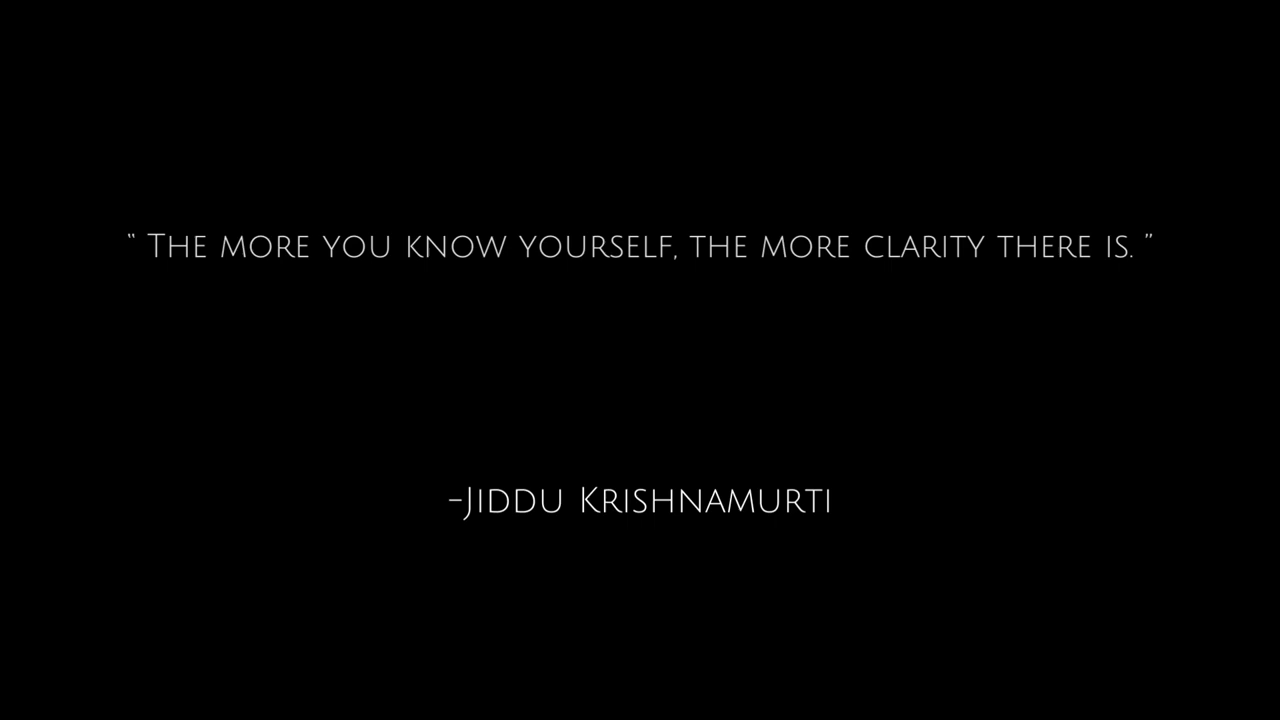 “ The more you know yourself, the more clarity there is. ”
-Jiddu Krishnamurti